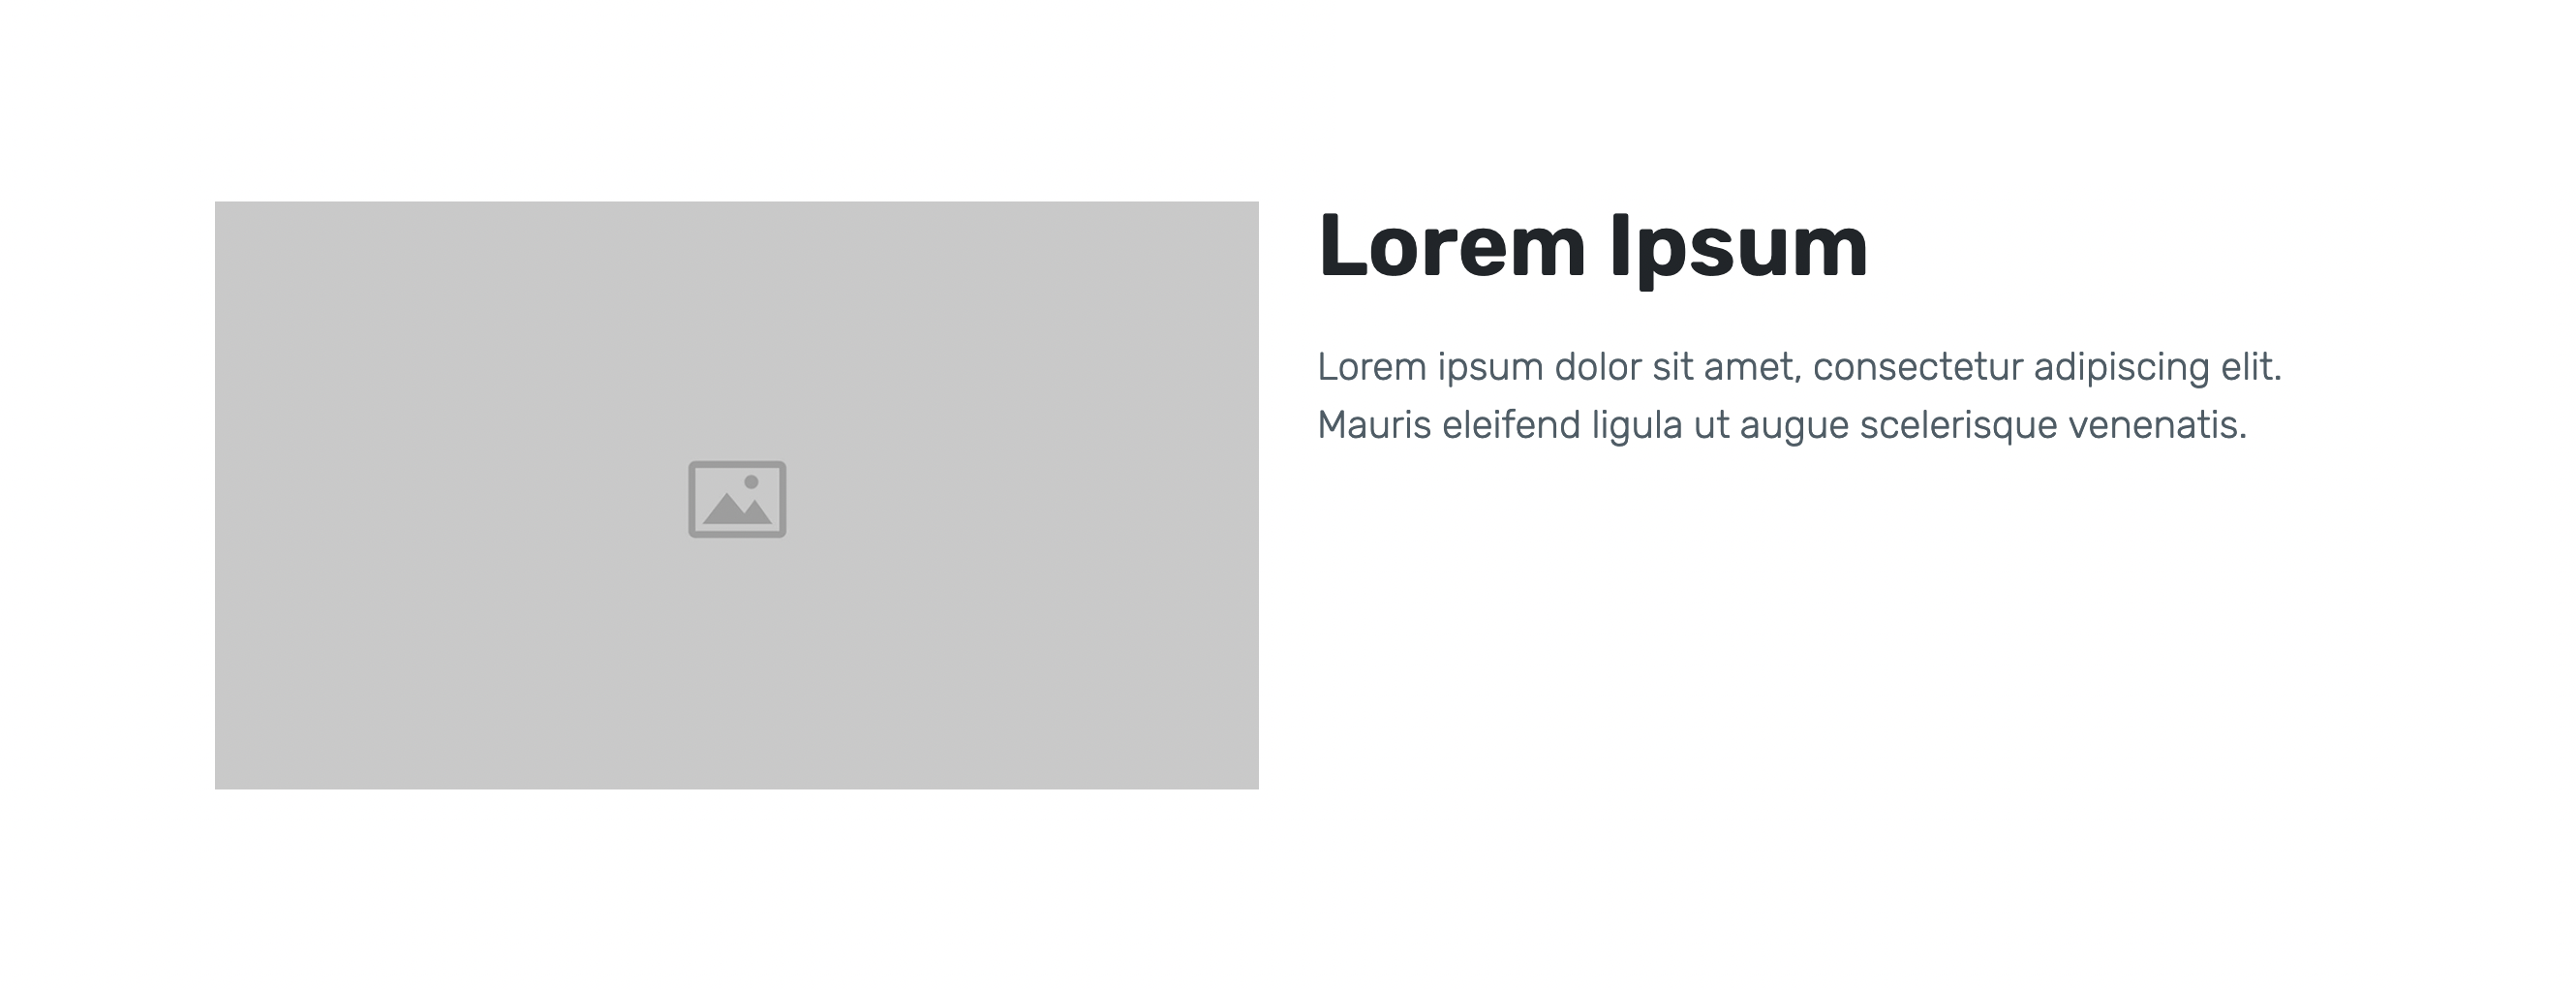 Lorem Ipsum
Lorem ipsum dolor sit amet, consectetur adipiscing elit.
Mauris eleifend ligula ut augue scelerisque venenatis.